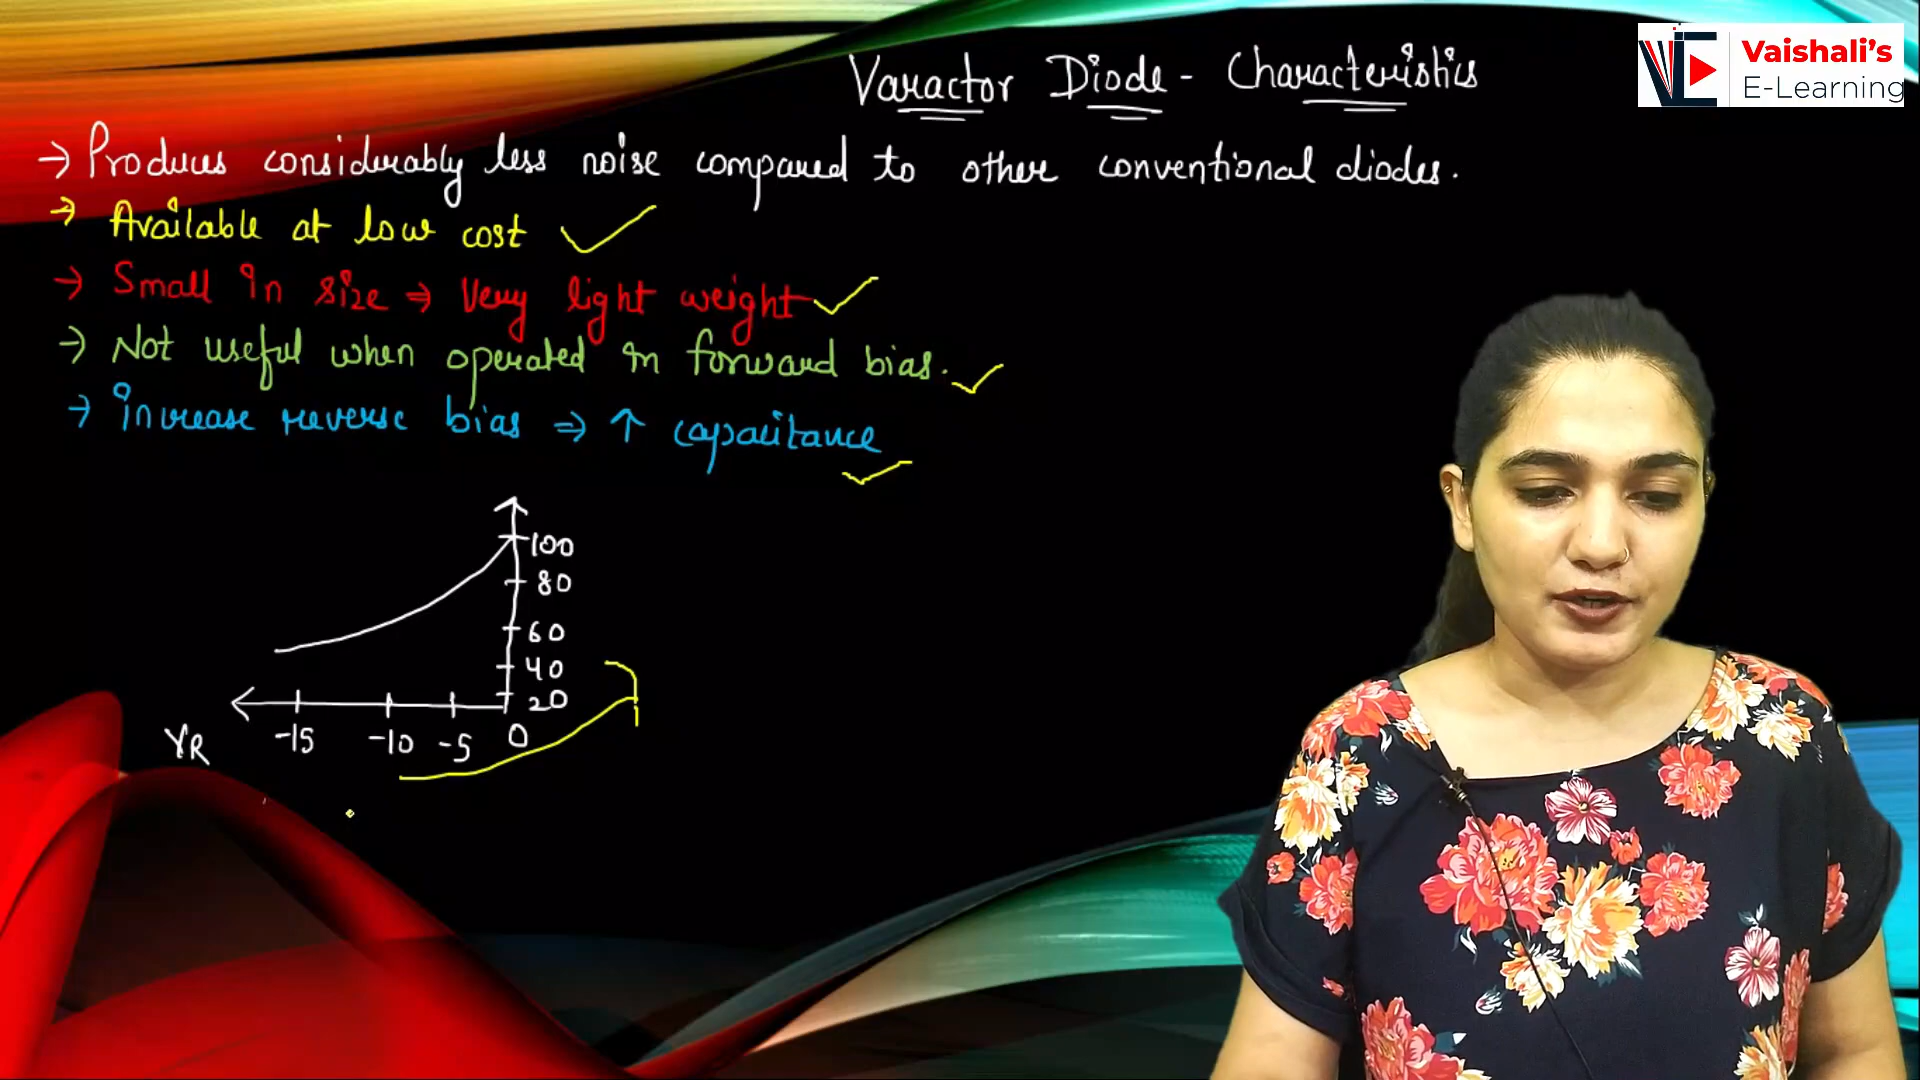 Varactor Diode - Characteristics
Vaishali's
E-Learning
→ Produces considerably less noise compared to other conventional diodes.
→ Available at low cost ✓
→ Small in size ⇒ Very light weight ✓
→ Not useful when operated in forward bias. ✓
→ increase reverse bias ⇒ ↑ capacitance ✓
100
80
60
40
20
-15 -10 -5 0
VR